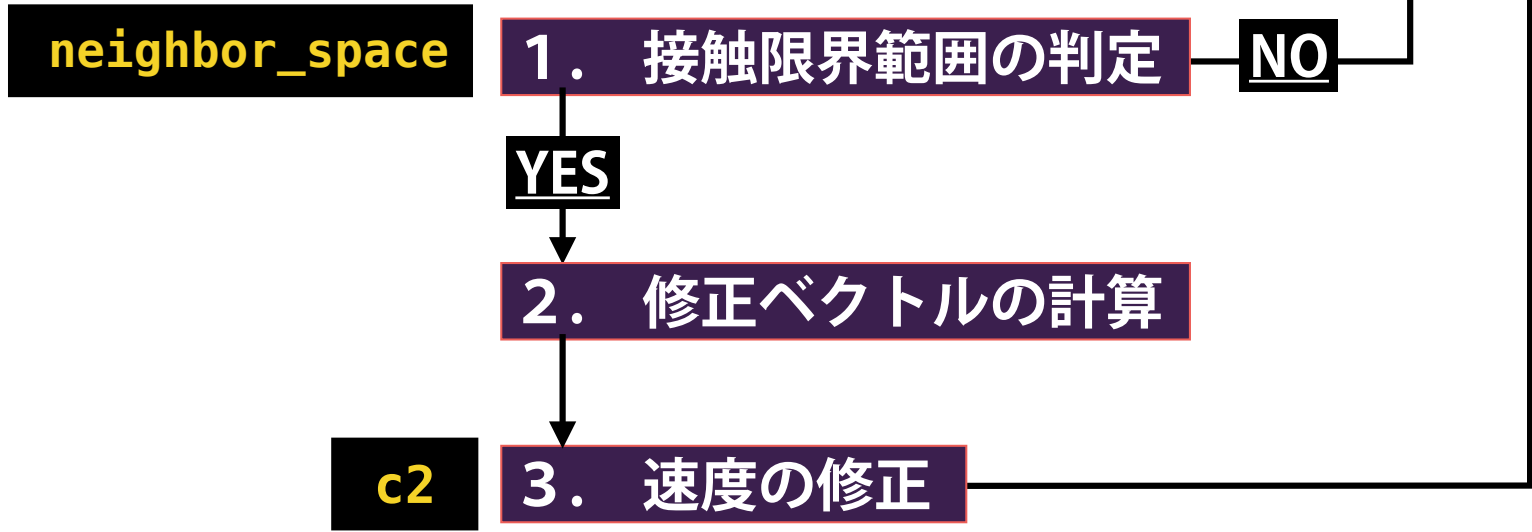 neighbor_space
1. 接触限界範囲の判定
NO
YES
2. 修正ベクトルの計算
c2
3. 速度の修正